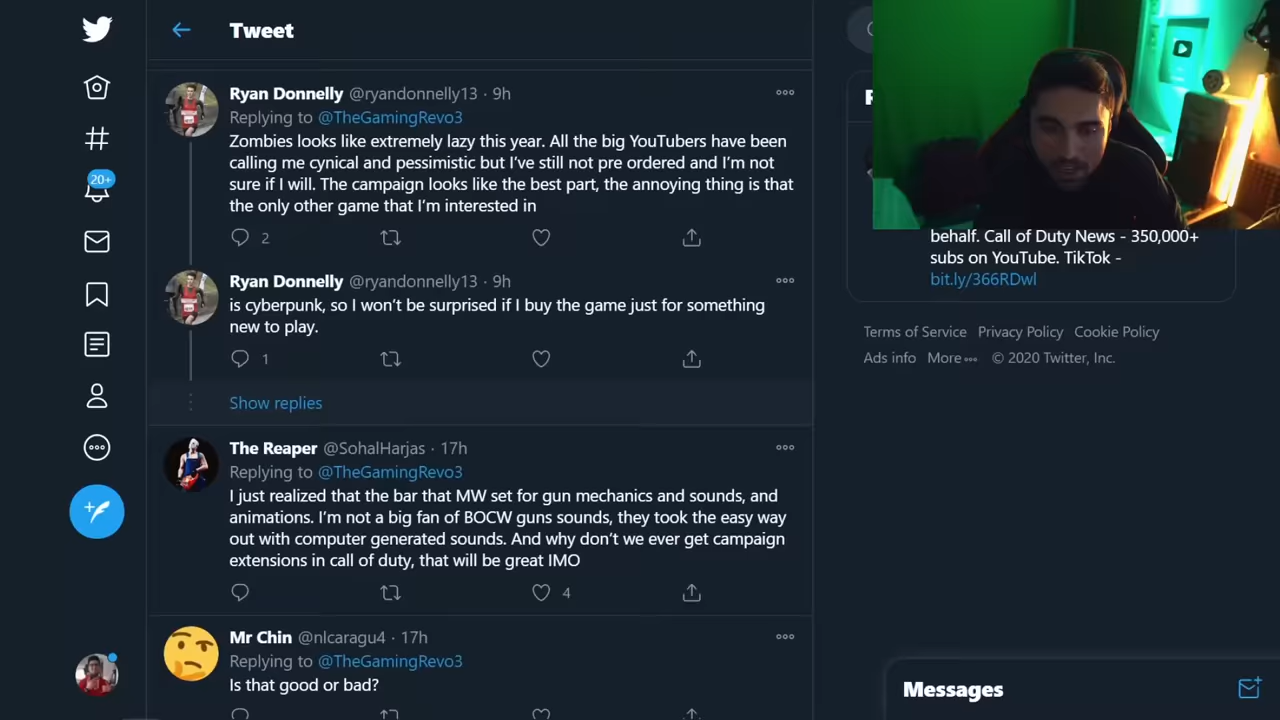 Tweet
Ryan Donnelly @ryandonnelly13 · 9h
Replying to @TheGamingRevo3
Zombies looks like extremely lazy this year. All the big YouTubers have been
calling me cynical and pessimistic but I've still not pre ordered and I'm not
sure if I will. The campaign looks like the best part, the annoying thing is that
the only other game that I'm interested in
2
Ryan Donnelly @ryandonnelly13 · 9h
is cyberpunk, so I won't be surprised if I buy the game just for something
new to play.
1
Show replies
The Reaper @SohalHarjas · 17h
Replying to @TheGamingRevo3
I just realized that the bar that MW set for gun mechanics and sounds, and
animations. I'm not a big fan of BOCW guns sounds, they took the easy way
out with computer generated sounds. And why don't we ever get campaign
extensions in call of duty, that will be great IMO
4
Mr Chin @nlcaragu4 · 17h
Replying to @TheGamingRevo3
Is that good or bad?
20+
behalf. Call of Duty News - 350,000+
subs on YouTube. TikTok -
bit.ly/366RDwl
Terms of Service Privacy Policy Cookie Policy
Ads info More © 2020 Twitter, Inc.
Messages